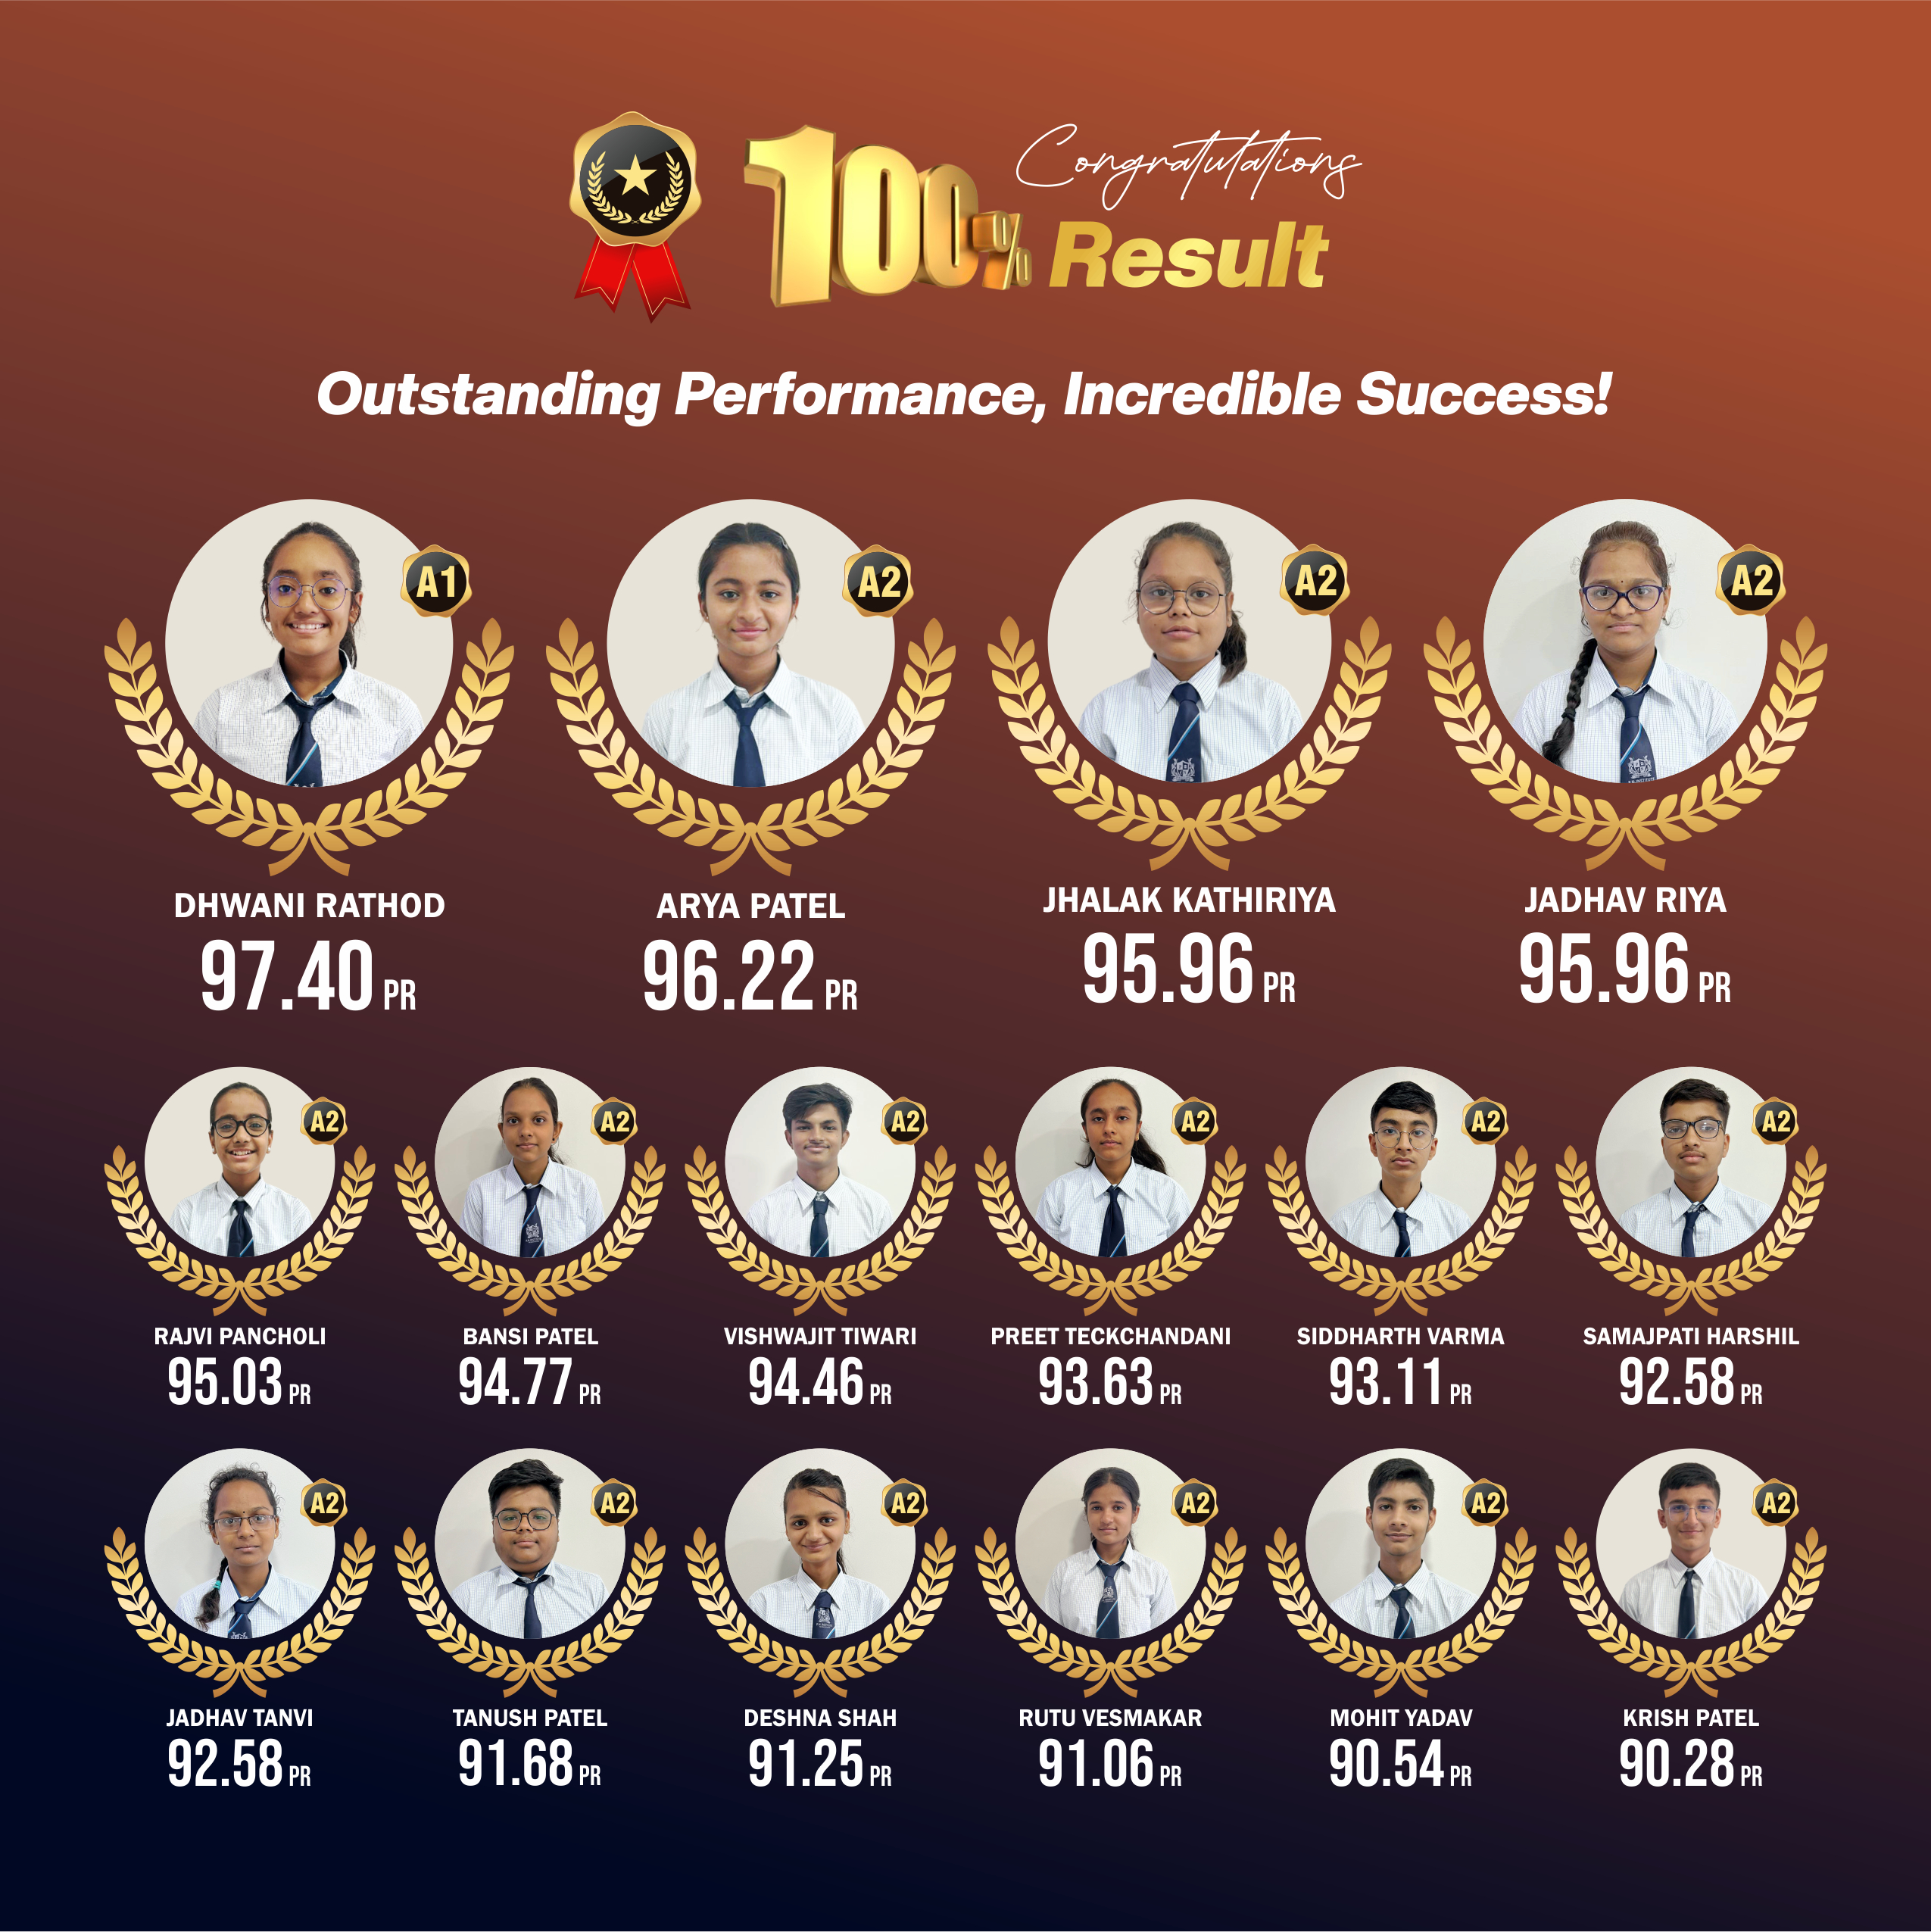 Congratulations
100% Result
Outstanding Performance, Incredible Success!
A1
A2
A2
A2
DHWANI RATHOD
ARYA PATEL
JHALAK KATHIRIYA
JADHAV RIYA
97.40 PR
96.22 PR
95.96 PR
95.96 PR
A2
A2
A2
A2
A2
A2
RAJVI PANCHOLI
BANSI PATEL
VISHWAJIT TIWARI
PREET TECKCHANDANI
SIDDHARTH VARMA
SAMAJPATI HARSHIL
95.03 PR
94.77 PR
94.46 PR
93.63 PR
93.11 PR
92.58 PR
A2
A2
A2
A2
A2
A2
JADHAV TANVI
TANUSH PATEL
DESHNA SHAH
RUTU VESMAKAR
MOHIT YADAV
KRISH PATEL
92.58 PR
91.68 PR
91.25 PR
91.06 PR
90.54 PR
90.28 PR